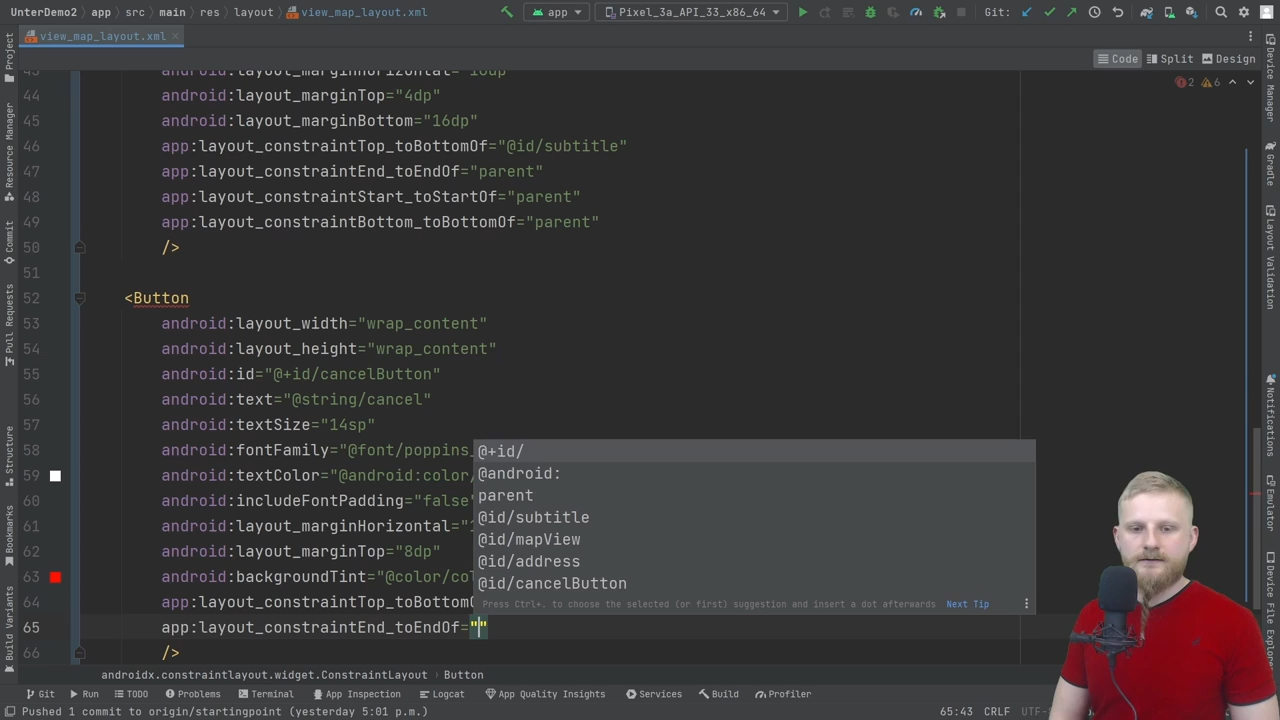 UnterDemo2 app src main res layout view_map_layout.xml app Pixel_3a_API_33_x86_64 Git:
view_map_layout.xml
Code Split Design
2 6
44 android:layout_marginTop="4dp"
45 android:layout_marginBottom="16dp"
46 app:layout_constraintTop_toBottomOf="@id/subtitle"
47 app:layout_constraintEnd_toEndOf="parent"
48 app:layout_constraintStart_toStartOf="parent"
49 app:layout_constraintBottom_toBottomOf="parent"
50 />
51
52 <Button
53 android:layout_width="wrap_content"
54 android:layout_height="wrap_content"
55 android:id="@+id/cancelButton"
56 android:text="@string/cancel"
57 android:textSize="14sp"
58 android:fontFamily="@font/poppins_
59 android:textColor="@android:color/
60 android:includeFontPadding="false"
61 android:layout_marginHorizontal="
62 android:layout_marginTop="8dp"
63 android:backgroundTint="@color/co
64 app:layout_constraintTop_toBottomO
65 app:layout_constraintEnd_toEndOf=""
66 />
@+id/
@android:
parent
@id/subtitle
@id/mapView
@id/address
@id/cancelButton
Press Ctrl+. to choose the selected (or first) suggestion and insert a dot afterwards Next Tip
androidx.constraintlayout.widget.ConstraintLayout Button
Git Run TODO Problems Terminal App Inspection Logcat App Quality Insights Services Build Profiler
Pushed 1 commit to origin/startingpoint (yesterday 5:01 p.m.) 65:43 CRLF
Project
Resource Manager
Commit
Pull Requests
Structure
Bookmarks
Build Variants
Device Manager
Gradle
Layout Validation
Notifications
Emulator
Device File Explorer